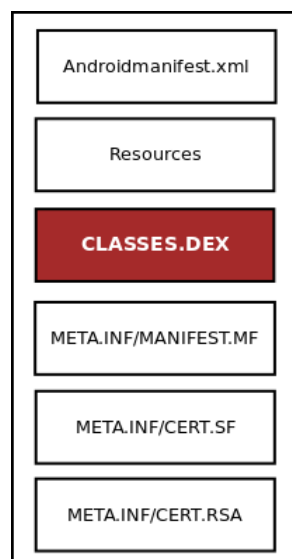 Androidmanifest.xml
Resources
CLASSES.DEX
META.INF/MANIFEST.MF
META.INF/CERT.SF
META.INF/CERT.RSA